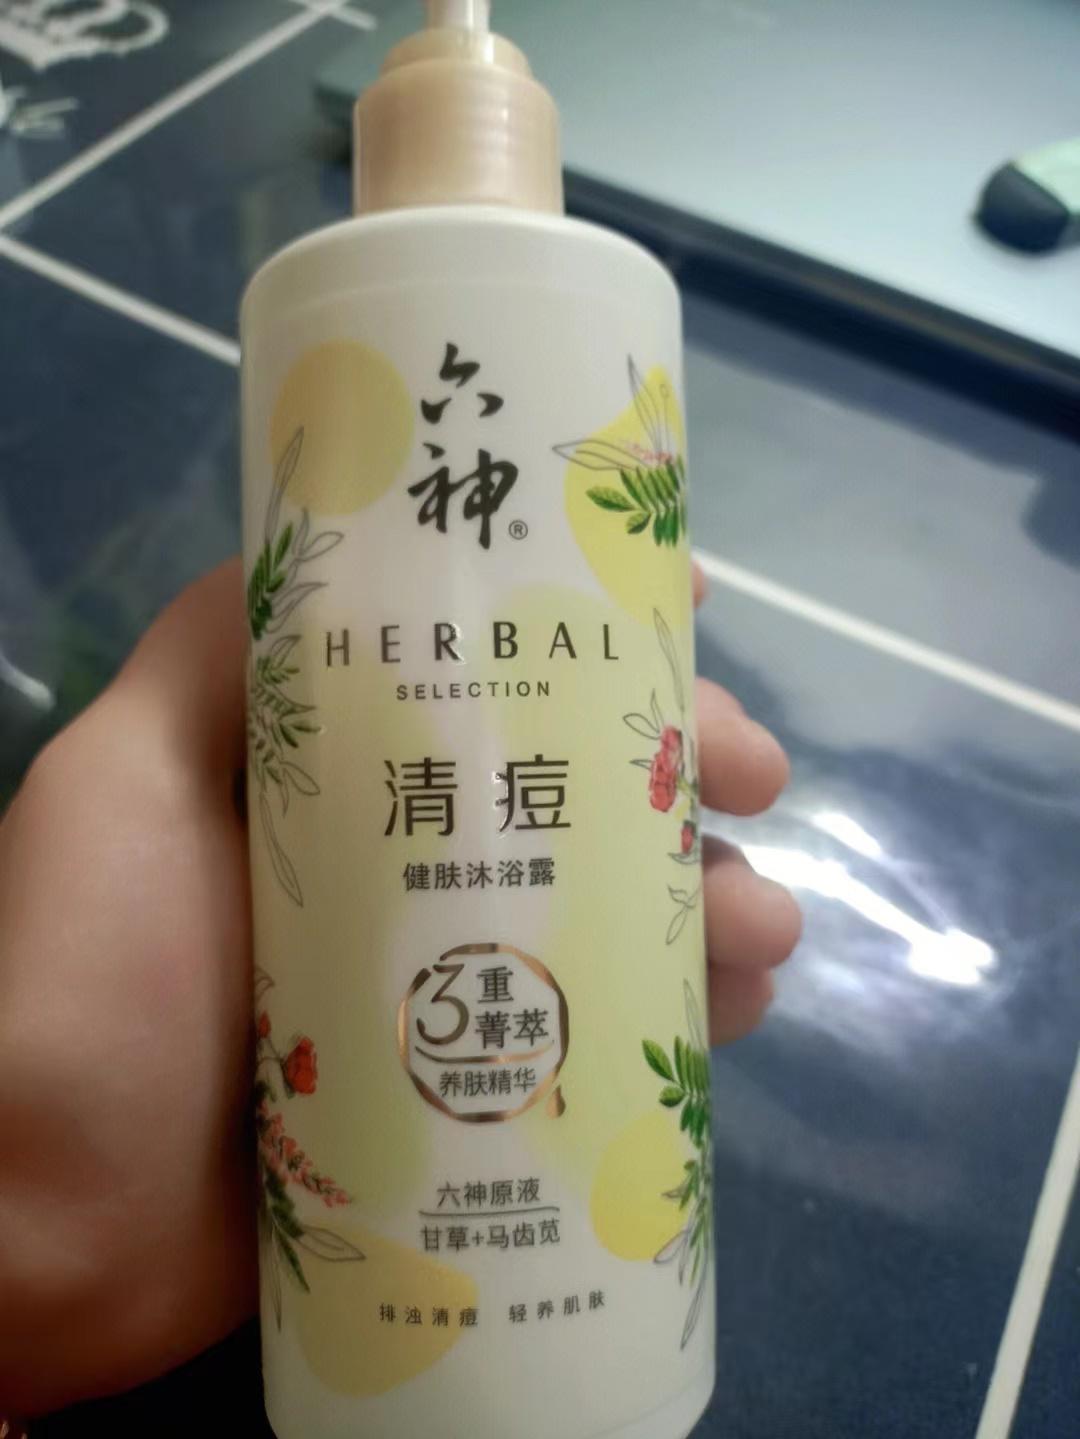 六
神®
HERBAL
SELECTION
清痘
健肤沐浴露
3重
菁萃
养肤精华
六神原液
甘草+马齿苋
排浊清痘 轻养肌肤